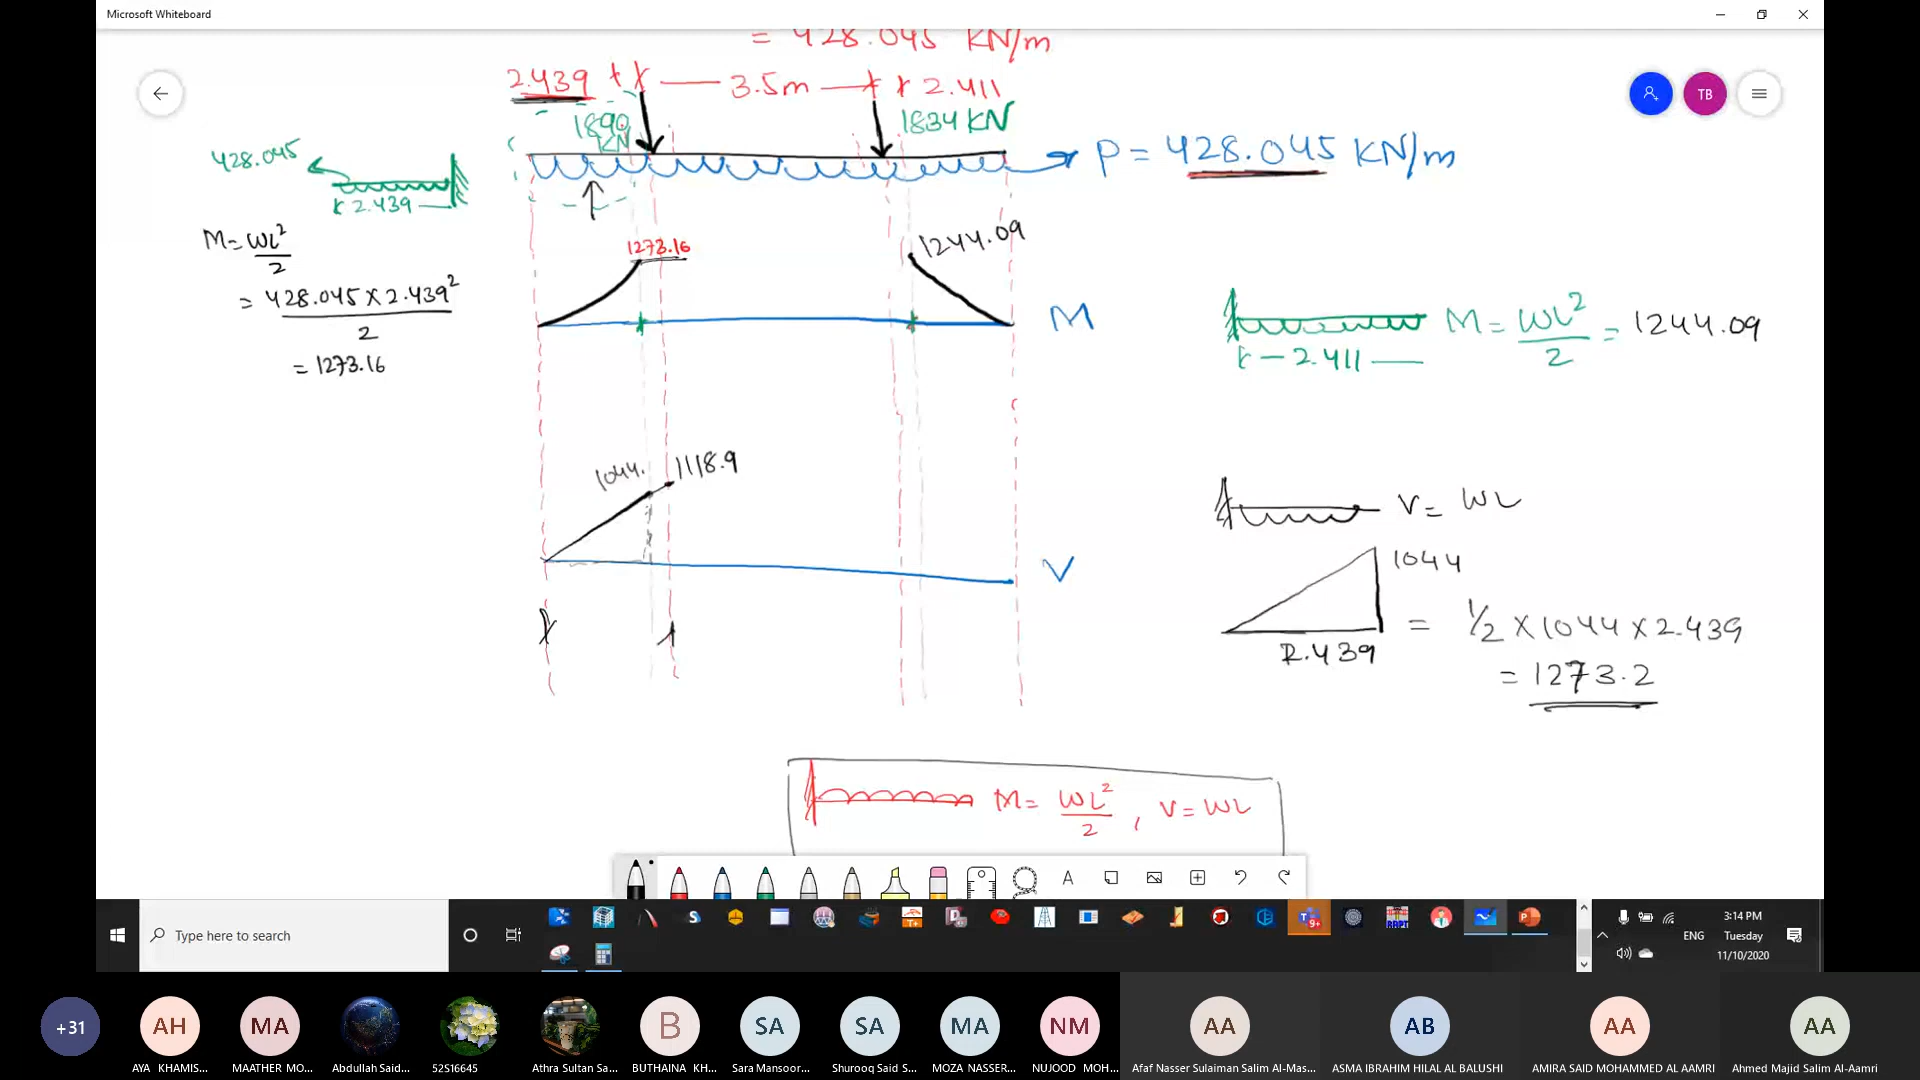 Microsoft Whiteboard
= 428.045 KN/m
2.439 3.5m 2.411
1890 KN 1834 KN
P = 428.045 KN/m
TB
428.045
2.439
M = WL²/2
= 428.045 X 2.439²/2
= 1273.16
1273.16
1244.09
M
2.411
M = WL²/2 = 1244.09
1044.
1118.9
V
V = WL
1044
2.439
= 1/2 X 1044 X 2.439
= 1273.2
M = WL²/2 , V = WL
A
Type here to search
ENG
3:14 PM
Tuesday
11/10/2020
+31
AH
MA
B
SA
SA
MA
NM
AA
AB
AA
AA
AYA KHAMIS...
MAATHER MO...
Abdullah Said...
52S16645
Athra Sultan Sa...
BUTHAINA KH...
Sara Mansoor...
Shurooq Said S...
MOZA NASSER...
NUJOOD MOH...
Afaf Nasser Sulaiman Salim Al-Mas...
ASMA IBRAHIM HILAL AL BALUSHI
AMIRA SAID MOHAMMED AL AAMRI
Ahmed Majid Salim Al-Aamri